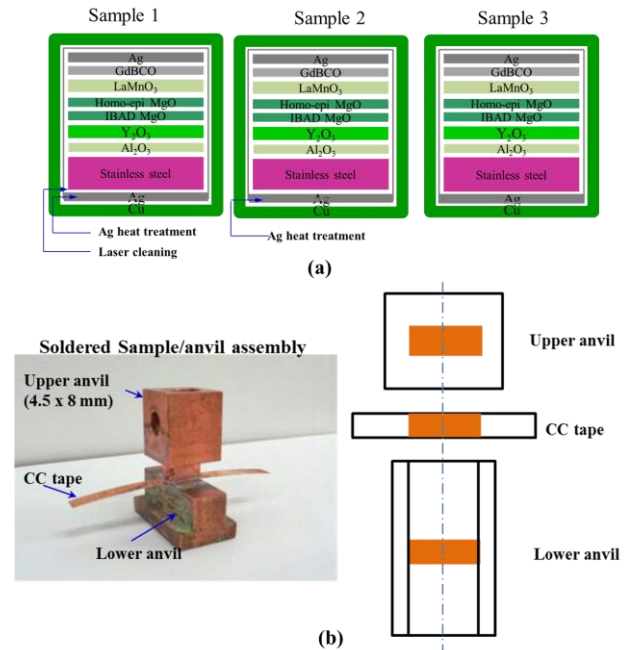 Sample 1
Sample 2
Sample 3
Ag
GdBCO
LaMnO₃
Homo-epi MgO
IBAD MgO
Y₂O₃
Al₂O₃
Stainless steel
Ag
Cu
Ag heat treatment
Laser cleaning
Ag
GdBCO
LaMnO₃
Homo-epi MgO
IBAD MgO
Y₂O₃
Al₂O₃
Stainless steel
Ag
Cu
Ag heat treatment
Ag
GdBCO
LaMnO₃
Homo-epi MgO
IBAD MgO
Y₂O₃
Al₂O₃
Stainless steel
Ag
Cu
(a)
Soldered Sample/anvil assembly
Upper anvil
(4.5 x 8 mm)
CC tape
Lower anvil
Upper anvil
CC tape
Lower anvil
(b)